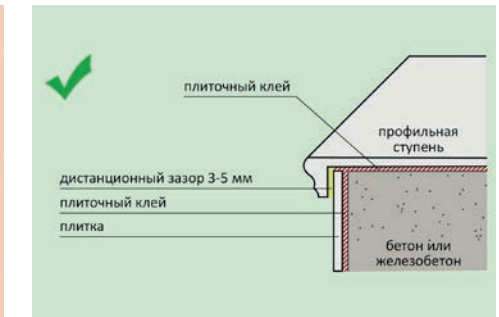 плиточный клей
профильная
ступень
дистанционный зазор 3-5 мм
плиточный клей
плитка
бетон или
железобетон